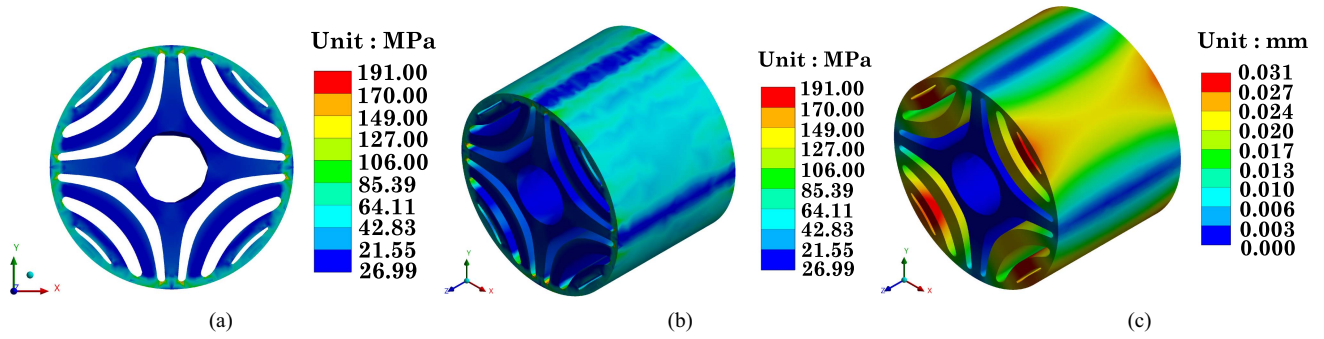 Unit : MPa
191.00
170.00
149.00
127.00
106.00
85.39
64.11
42.83
21.55
26.99
Y
Z
X
(a)
Unit : MPa
191.00
170.00
149.00
127.00
106.00
85.39
64.11
42.83
21.55
26.99
Y
Z
X
(b)
Unit : mm
0.031
0.027
0.024
0.020
0.017
0.013
0.010
0.006
0.003
0.000
Y
Z
X
(c)